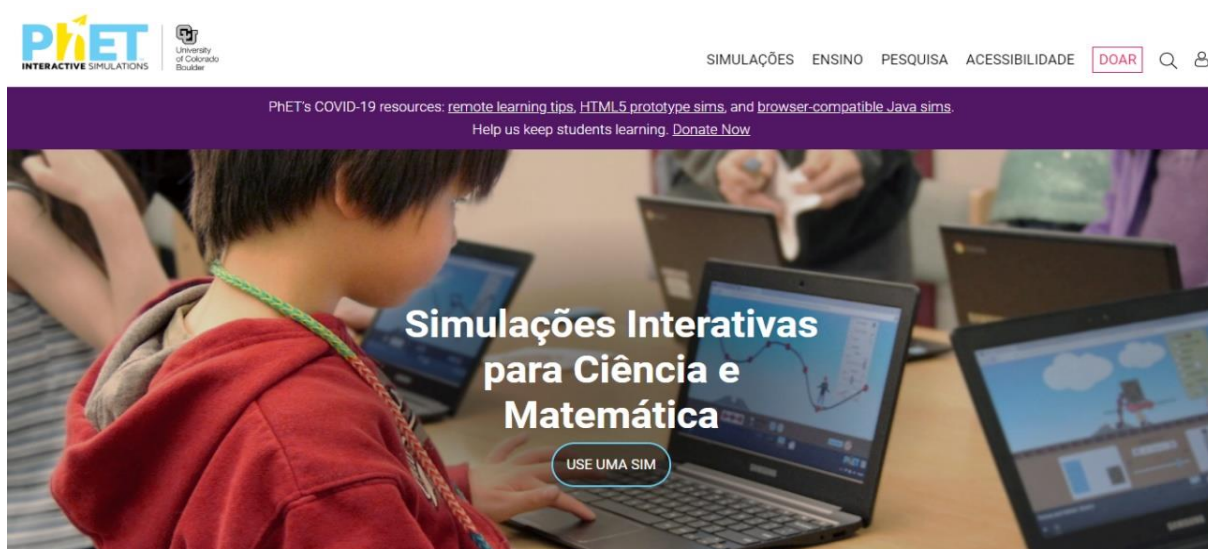 PhET
INTERACTIVE SIMULATIONS
University
of Colorado
Boulder
SIMULAÇÕES ENSINO PESQUISA ACESSIBILIDADE DOAR
PhET's COVID-19 resources: remote learning tips, HTML5 prototype sims, and browser-compatible Java sims.
Help us keep students learning. Donate Now
Simulações Interativas
para Ciência e
Matemática
USE UMA SIM
SAMSUNG